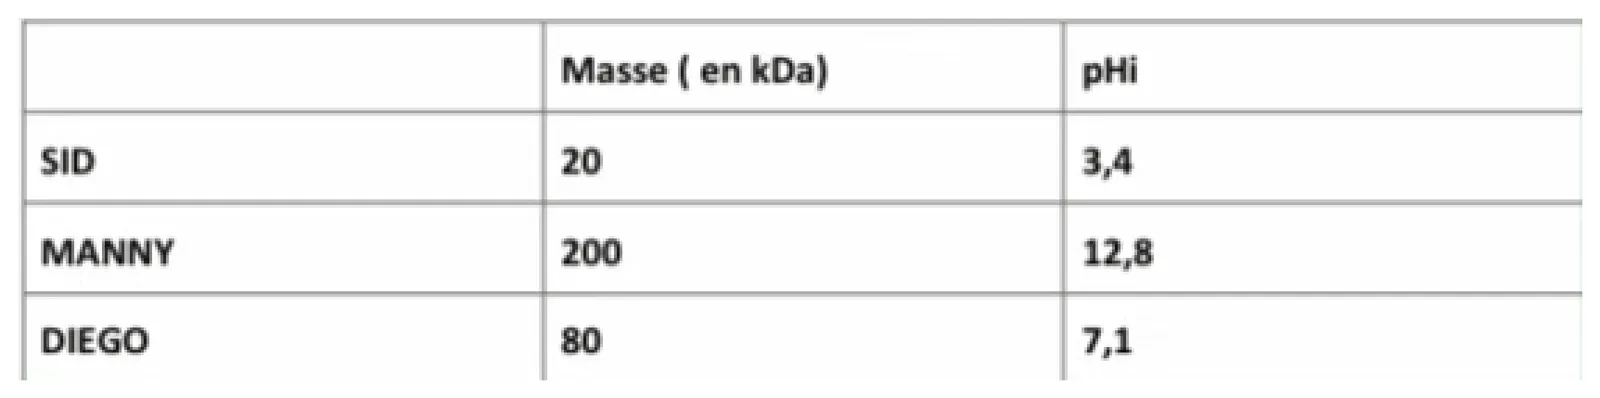 Masse ( en kDa) pHi
SID 20 3,4
MANNY 200 12,8
DIEGO 80 7,1